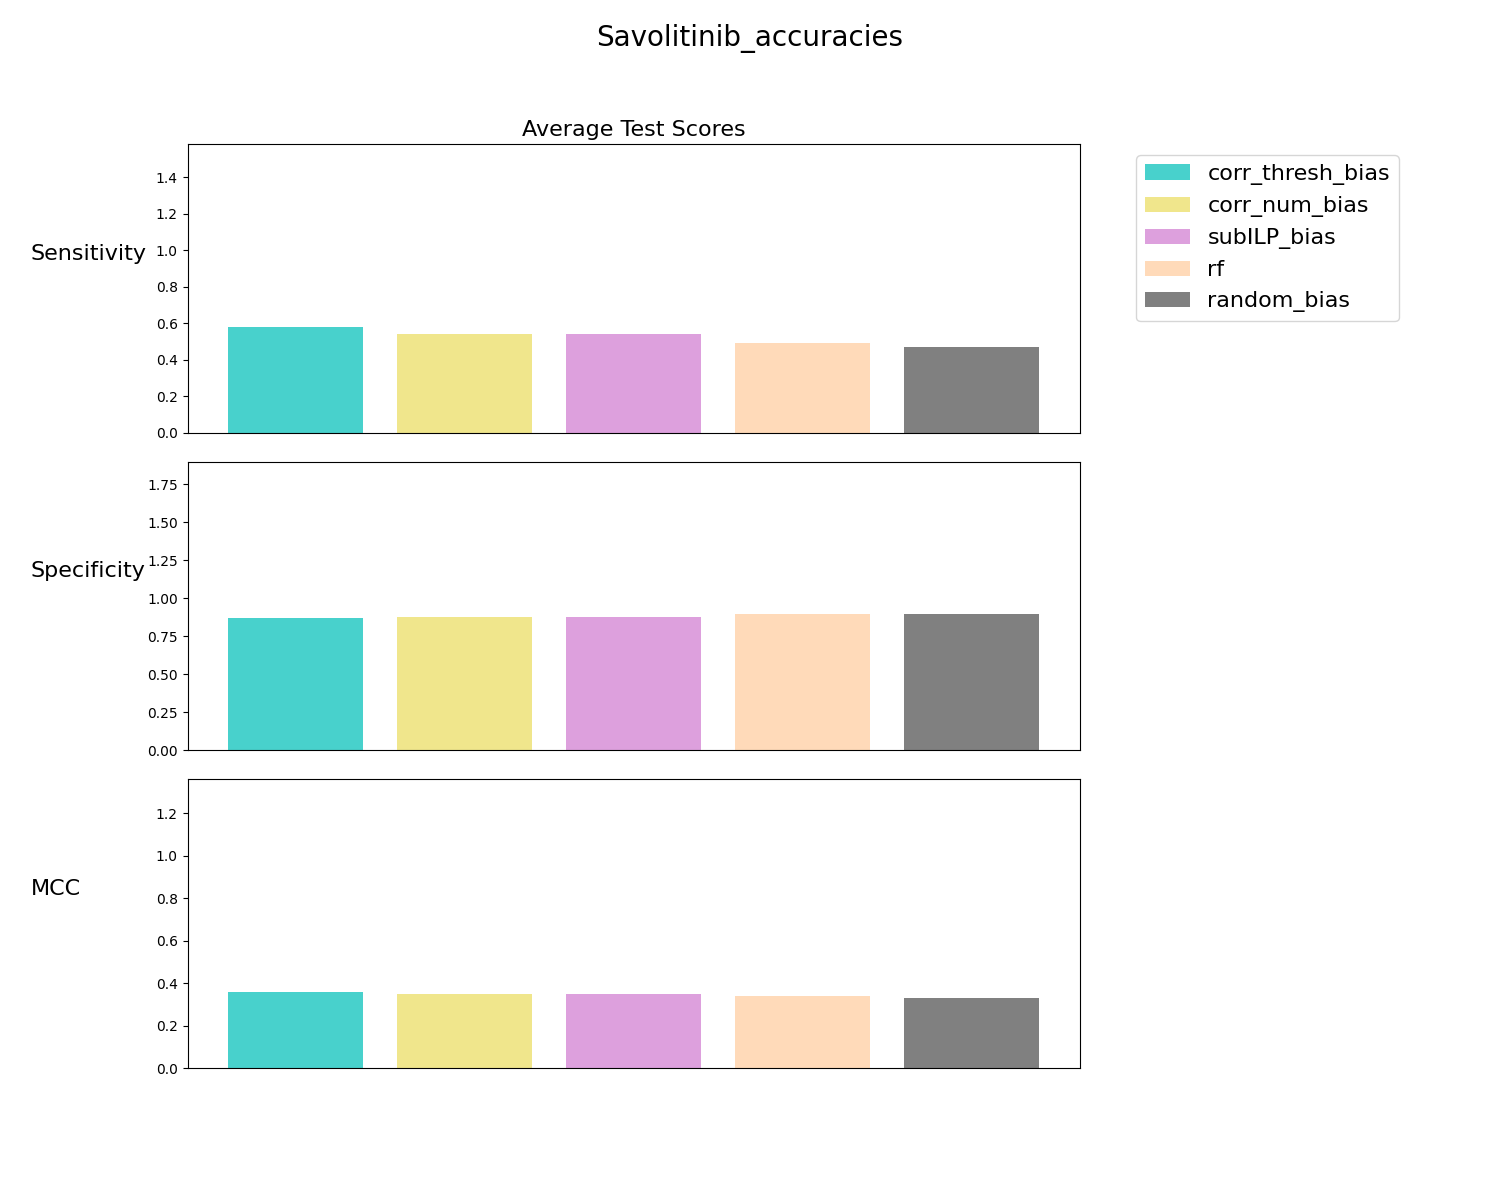 Savolitinib_accuracies
Average Test Scores
Sensitivity
1.4
1.2
1.0
0.8
0.6
0.4
0.2
0.0
corr_thresh_bias
corr_num_bias
subILP_bias
rf
random_bias
Specificity
1.75
1.50
1.25
1.00
0.75
0.50
0.25
0.00
MCC
1.2
1.0
0.8
0.6
0.4
0.2
0.0